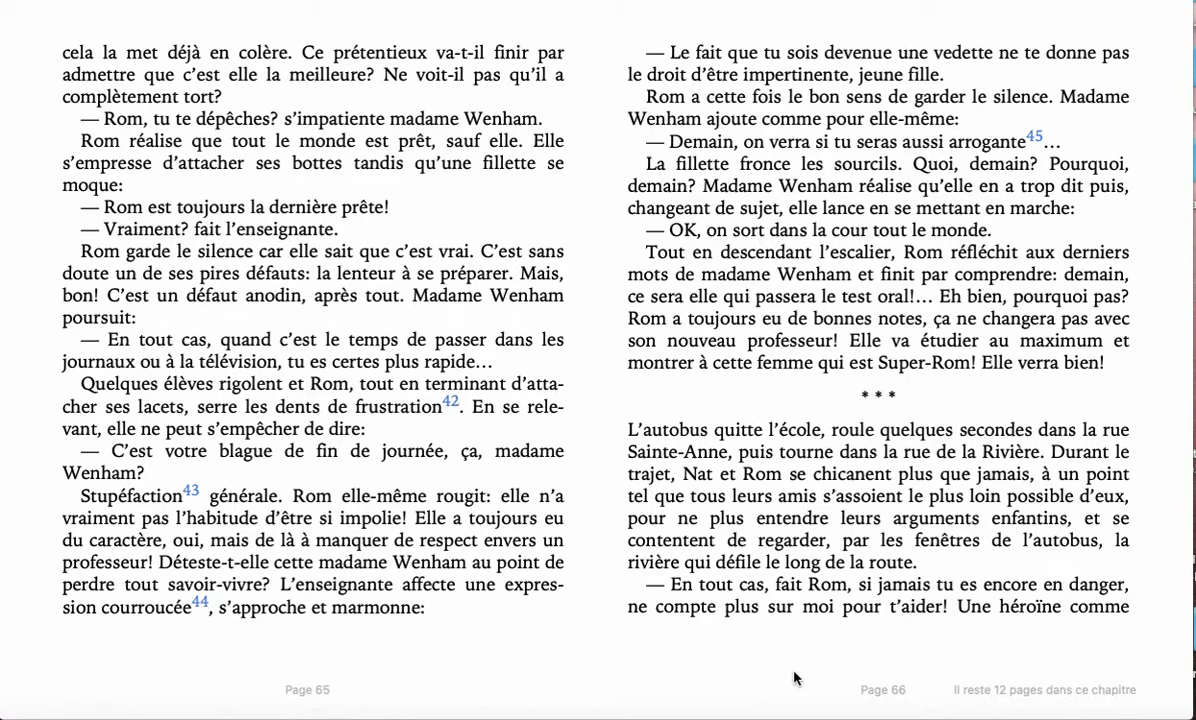 cela la met déjà en colère. Ce prétentieux va-t-il finir par
admettre que c'est elle la meilleure? Ne voit-il pas qu'il a
complètement tort?
— Rom, tu te dépêches? s'impatiente madame Wenham.
Rom réalise que tout le monde est prêt, sauf elle. Elle
s'empresse d'attacher ses bottes tandis qu'une fillette se
moque:
— Rom est toujours la dernière prête!
— Vraiment? fait l'enseignante.
Rom garde le silence car elle sait que c'est vrai. C'est sans
doute un de ses pires défauts: la lenteur à se préparer. Mais,
bon! C'est un défaut anodin, après tout. Madame Wenham
poursuit:
— En tout cas, quand c'est le temps de passer dans les
journaux ou à la télévision, tu es certes plus rapide…
Quelques élèves rigolent et Rom, tout en terminant d'atta-
cher ses lacets, serre les dents de frustration42. En se rele-
vant, elle ne peut s'empêcher de dire:
— C'est votre blague de fin de journée, ça, madame
Wenham?
Stupéfaction43 générale. Rom elle-même rougit: elle n'a
vraiment pas l'habitude d'être si impolie! Elle a toujours eu
du caractère, oui, mais de là à manquer de respect envers un
professeur! Déteste-t-elle cette madame Wenham au point de
perdre tout savoir-vivre? L'enseignante affecte une expres-
sion courroucée44, s'approche et marmonne:
Page 65
— Le fait que tu sois devenue une vedette ne te donne pas
le droit d'être impertinente, jeune fille.
Rom a cette fois le bon sens de garder le silence. Madame
Wenham ajoute comme pour elle-même:
— Demain, on verra si tu seras aussi arrogante45…
La fillette fronce les sourcils. Quoi, demain? Pourquoi,
demain? Madame Wenham réalise qu'elle en a trop dit puis,
changeant de sujet, elle lance en se mettant en marche:
— OK, on sort dans la cour tout le monde.
Tout en descendant l'escalier, Rom réfléchit aux derniers
mots de madame Wenham et finit par comprendre: demain,
ce sera elle qui passera le test oral!… Eh bien, pourquoi pas?
Rom a toujours eu de bonnes notes, ça ne changera pas avec
son nouveau professeur! Elle va étudier au maximum et
montrer à cette femme qui est Super-Rom! Elle verra bien!
* * *
L'autobus quitte l'école, roule quelques secondes dans la rue
Sainte-Anne, puis tourne dans la rue de la Rivière. Durant le
trajet, Nat et Rom se chicanent plus que jamais, à un point
tel que tous leurs amis s'assoient le plus loin possible d'eux,
pour ne plus entendre leurs arguments enfantins, et se
contentent de regarder, par les fenêtres de l'autobus, la
rivière qui défile le long de la route.
— En tout cas, fait Rom, si jamais tu es encore en danger,
ne compte plus sur moi pour t'aider! Une héroïne comme
Page 66
Il reste 12 pages dans ce chapitre